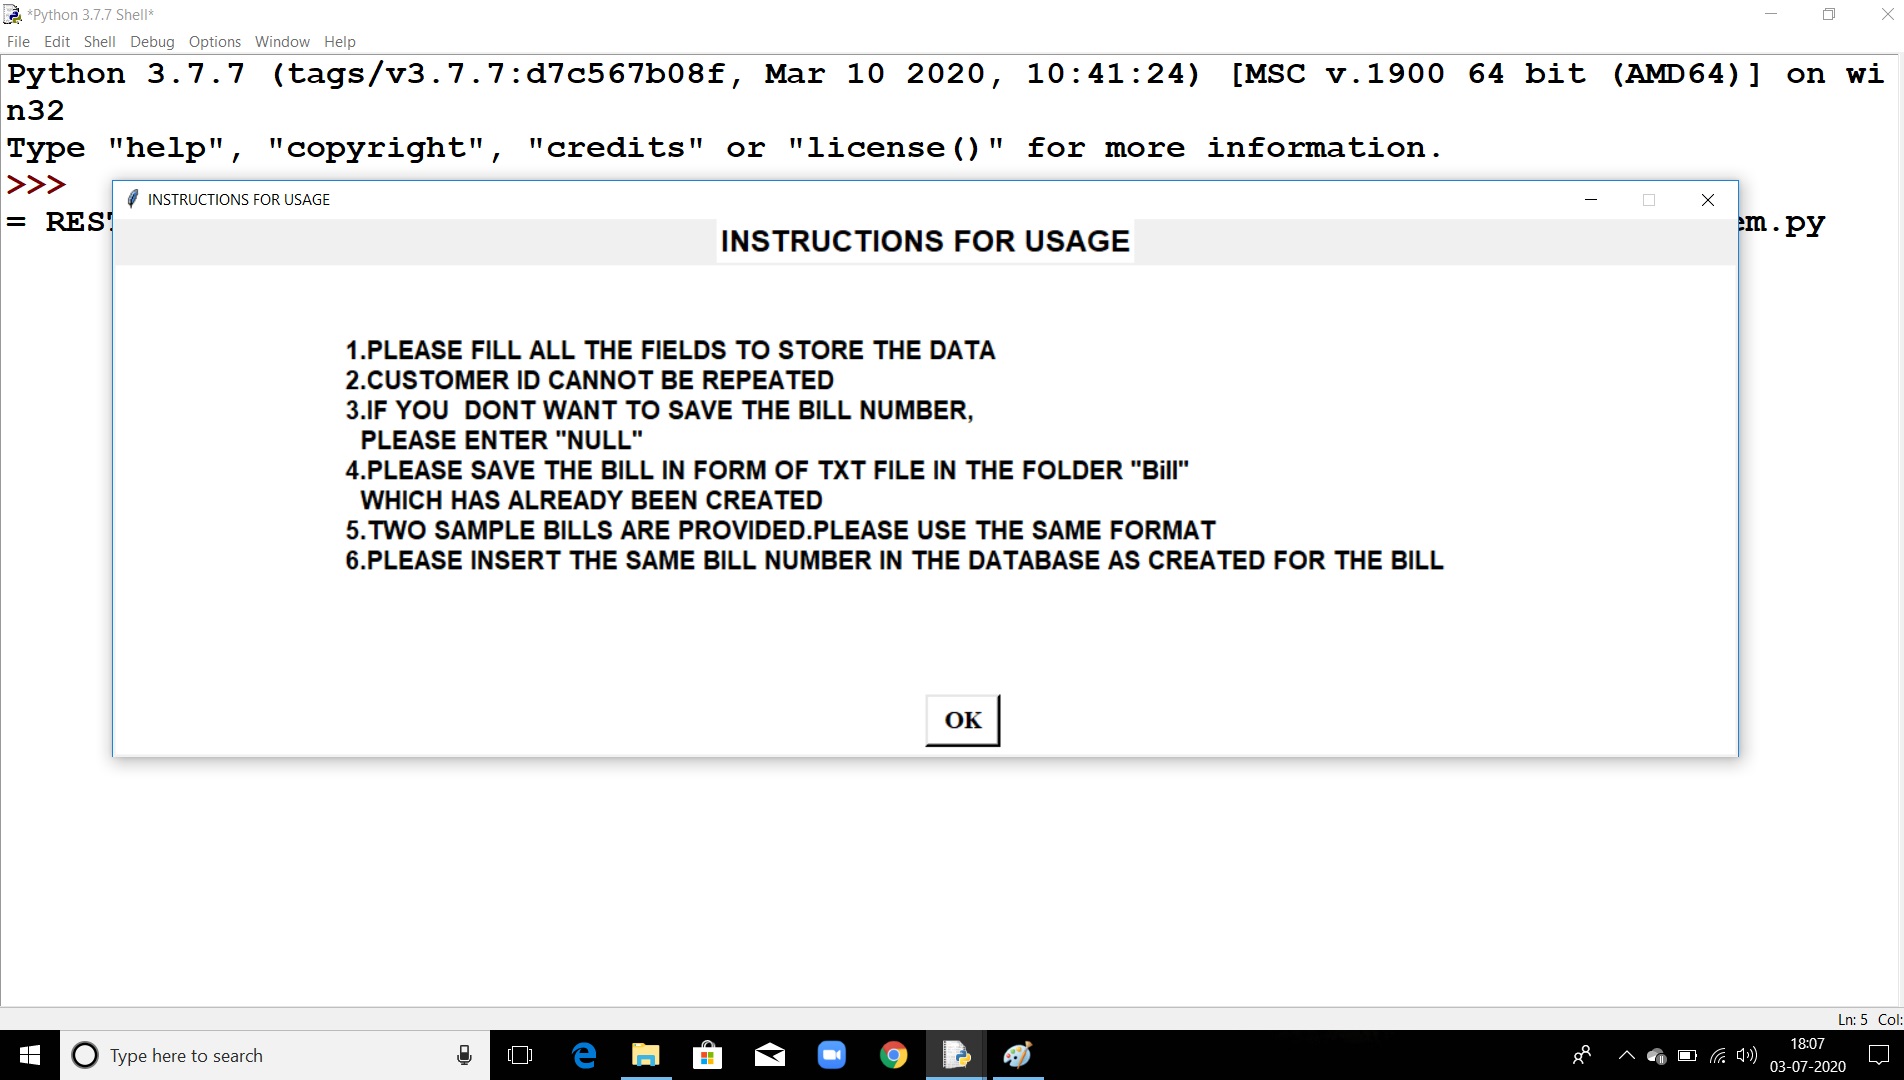 *Python 3.7.7 Shell*
File Edit Shell Debug Options Window Help
Python 3.7.7 (tags/v3.7.7:d7c567b08f, Mar 10 2020, 10:41:24) [MSC v.1900 64 bit (AMD64)] on wi
n32
Type "help", "copyright", "credits" or "license()" for more information.
>>>
= RES
em.py
INSTRUCTIONS FOR USAGE
INSTRUCTIONS FOR USAGE
1.PLEASE FILL ALL THE FIELDS TO STORE THE DATA
2.CUSTOMER ID CANNOT BE REPEATED
3.IF YOU  DONT WANT TO SAVE THE BILL NUMBER,
PLEASE ENTER "NULL"
4.PLEASE SAVE THE BILL IN FORM OF TXT FILE IN THE FOLDER "Bill"
WHICH HAS ALREADY BEEN CREATED
5.TWO SAMPLE BILLS ARE PROVIDED.PLEASE USE THE SAME FORMAT
6.PLEASE INSERT THE SAME BILL NUMBER IN THE DATABASE AS CREATED FOR THE BILL
OK
Ln: 5 Col:
Type here to search
18:07
03-07-2020